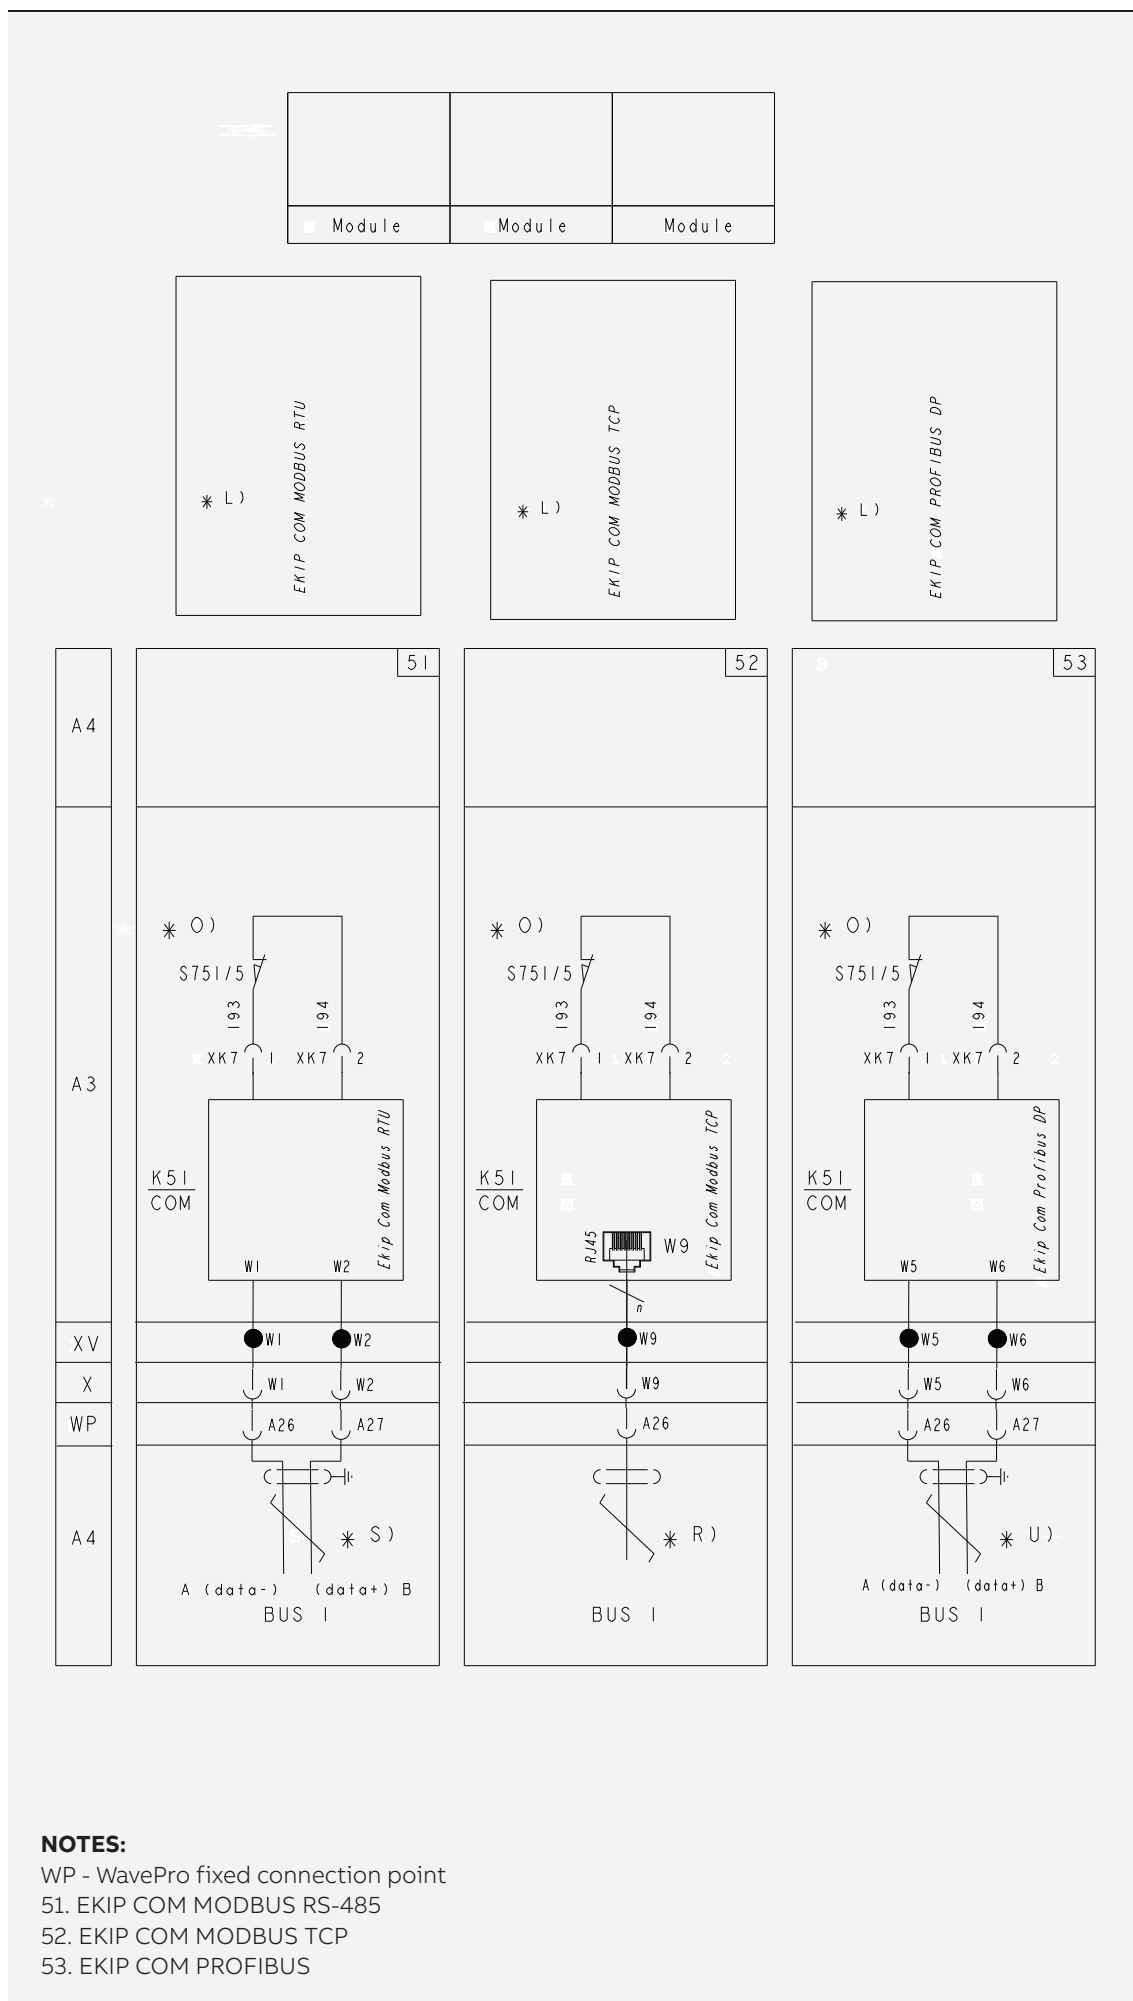 Module Module Module
EKIP COM MODBUS RTU
* L)
EKIP COM MODBUS TCP
* L)
EKIP COM PROFIBUS DP
* L)
51 52 53
A4
* O) * O) * O)
S751/5 S751/5 S751/5
193 194 193 194 193 194
XK7 1 XK7 2 XK7 1 XK7 2 XK7 1 XK7 2
A3
Ekip Com Modbus RTU
Ekip Com Modbus TCP
Ekip Com Profibus DP
K51 K51 K51
COM COM COM
RJ45 W9
W1 W2 W5 W6
n
XV W1 W2 W9 W5 W6
X W1 W2 W9 W5 W6
WP A26 A27 A26 A26 A27
A4 * S) * R) * U)
A (data-) (data+) B A (data-) (data+) B
BUS 1 BUS 1 BUS 1
NOTES:
WP - WavePro fixed connection point
51. EKIP COM MODBUS RS-485
52. EKIP COM MODBUS TCP
53. EKIP COM PROFIBUS